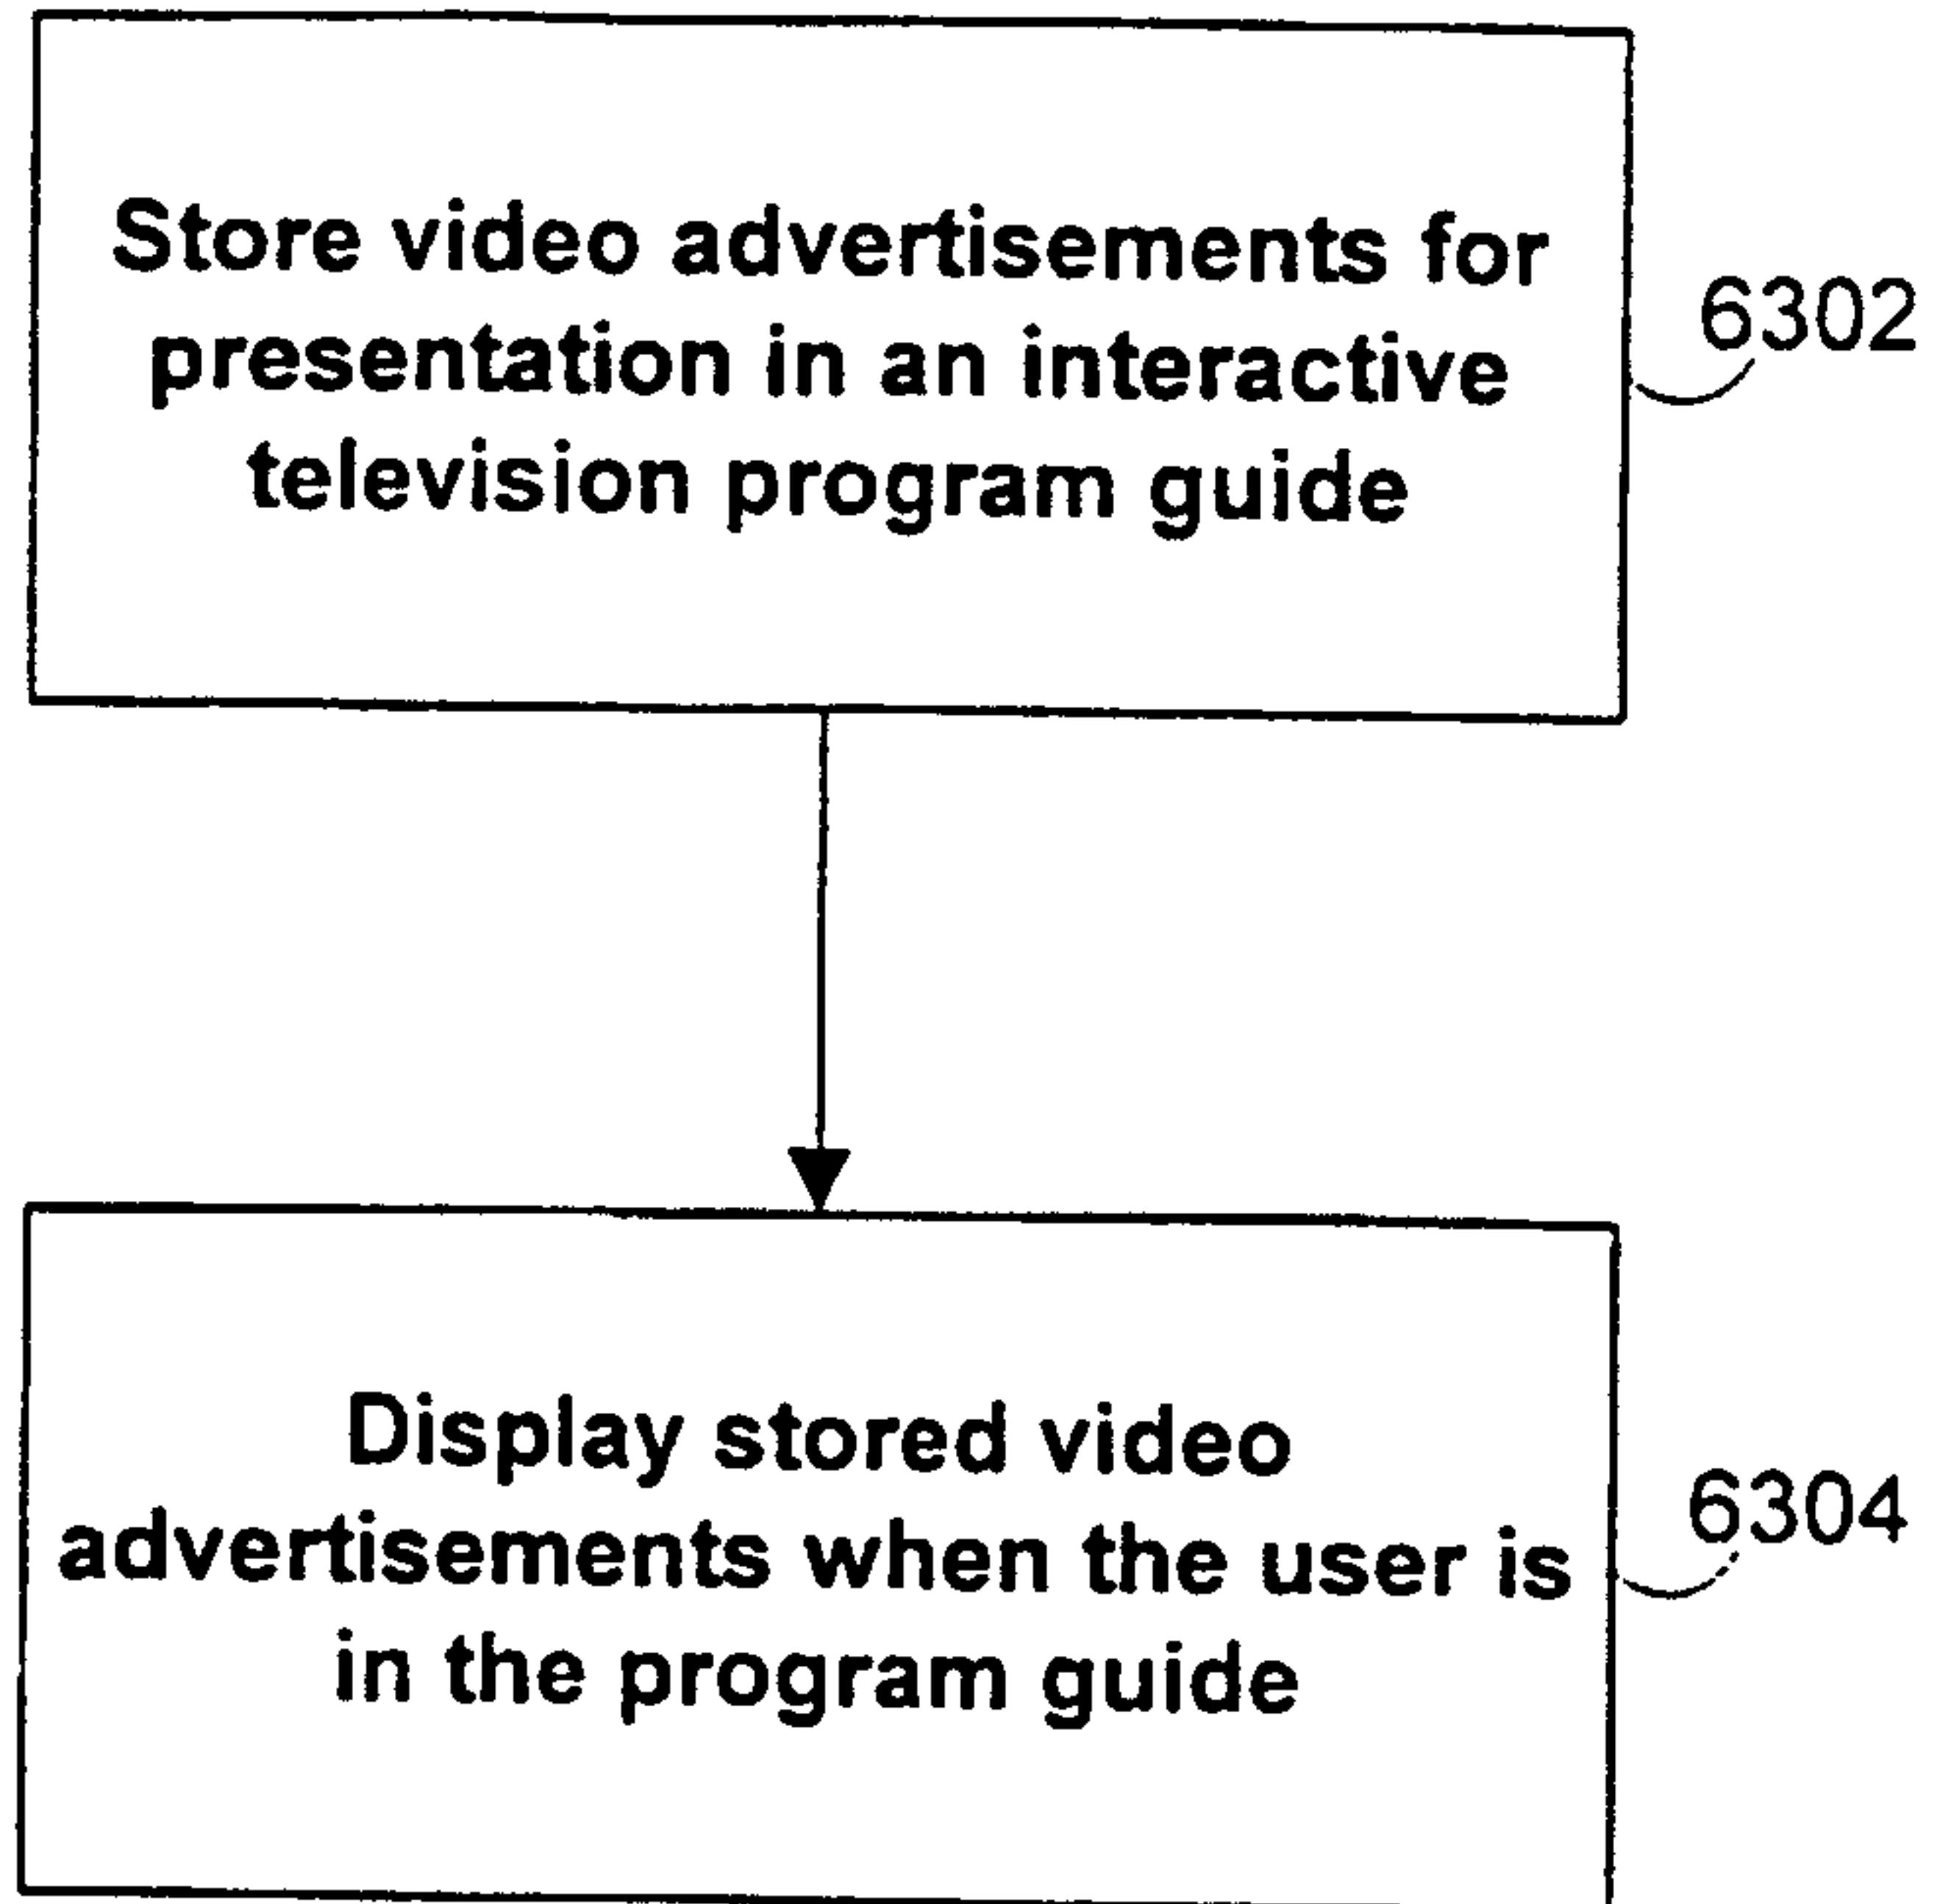 Store video advertisements for
presentation in an interactive
television program guide
6302
Display stored video
advertisements when the user is
in the program guide
6304